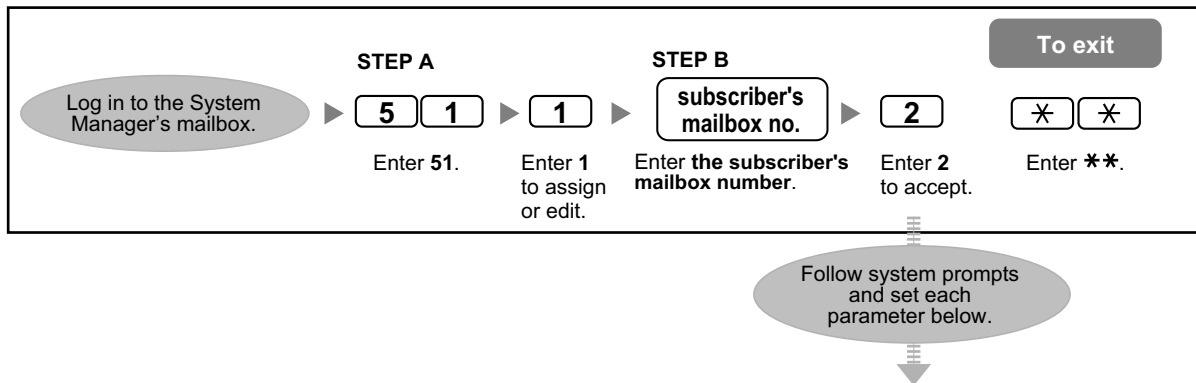 To exit
STEP A
STEP B
Log in to the System
Manager's mailbox.
5 1
1
subscriber's
mailbox no.
2
* *
Enter 51.
Enter 1
to assign
or edit.
Enter the subscriber's
mailbox number.
Enter 2
to accept.
Enter **.
Follow system prompts
and set each
parameter below.